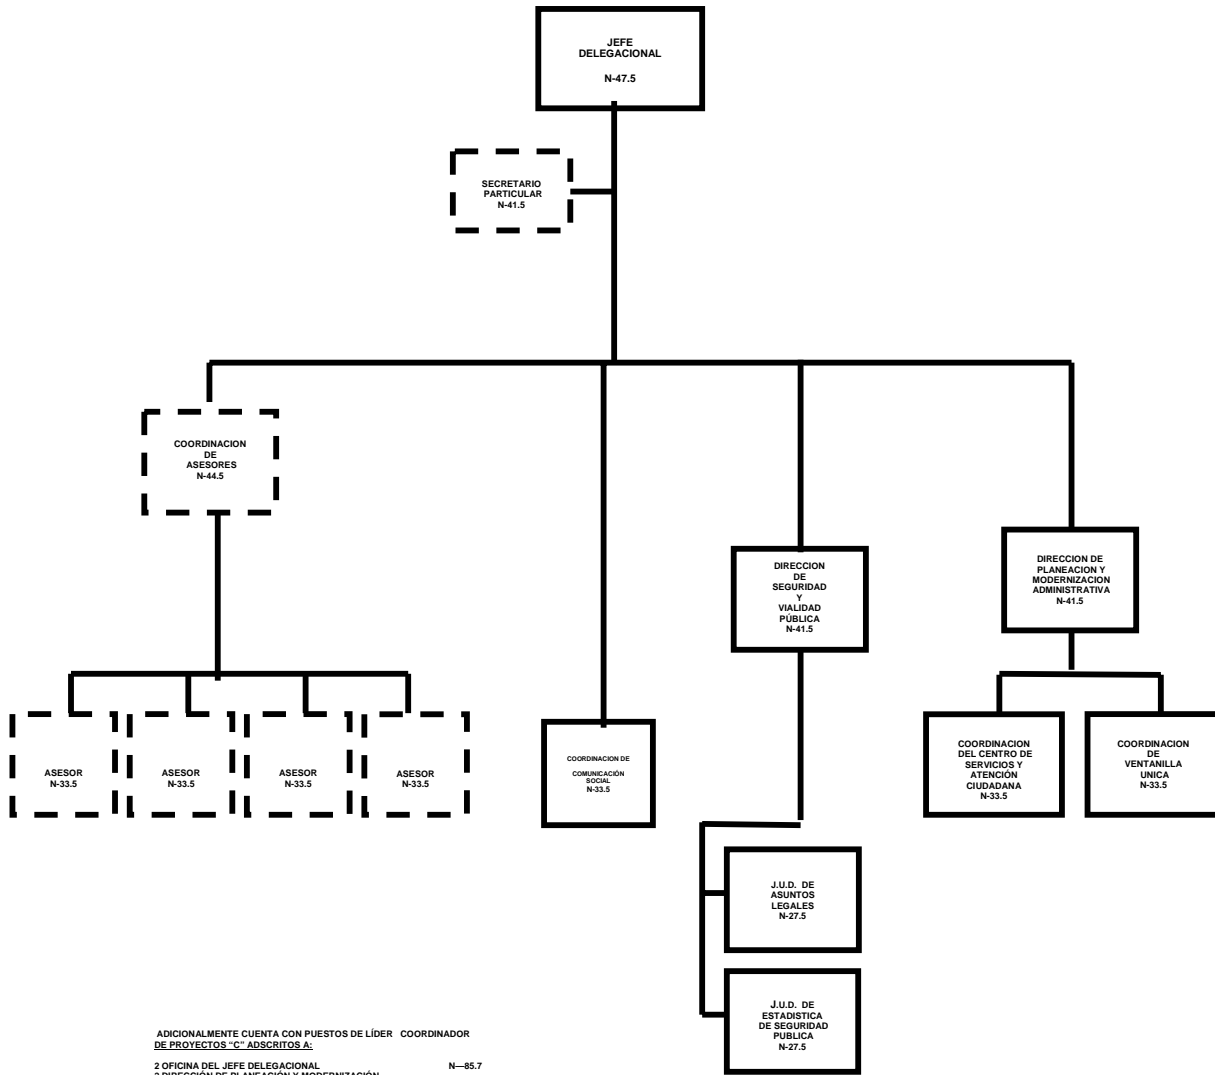 JEFE
DELEGACIONAL
N-47.5
SECRETARIO
PARTICULAR
N-41.5
COORDINACION
DE
ASESORES
N-44.5
DIRECCION
DE
SEGURIDAD
Y
VIALIDAD
PÚBLICA
N-41.5
DIRECCION DE
PLANEACION Y
MODERNIZACION
ADMINISTRATIVA
N-41.5
ASESOR
N-33.5
ASESOR
N-33.5
ASESOR
N-33.5
ASESOR
N-33.5
COORDINACION DE
COMUNICACIÓN
SOCIAL
N-33.5
COORDINACION
DEL CENTRO DE
SERVICIOS Y
ATENCIÓN
CIUDADANA
N-33.5
COORDINACION
DE
VENTANILLA
UNICA
N-33.5
J.U.D. DE
ASUNTOS
LEGALES
N-27.5
J.U.D. DE
ESTADISTICA
DE SEGURIDAD
PUBLICA
N-27.5
ADICIONALMENTE CUENTA CON PUESTOS DE LÍDER COORDINADOR
DE PROYECTOS “C” ADSCRITOS A:
2 OFICINA DEL JEFE DELEGACIONAL N—85.7
DIRECCIÓN DE PLANEACIÓN Y MODERNIZACIÓN